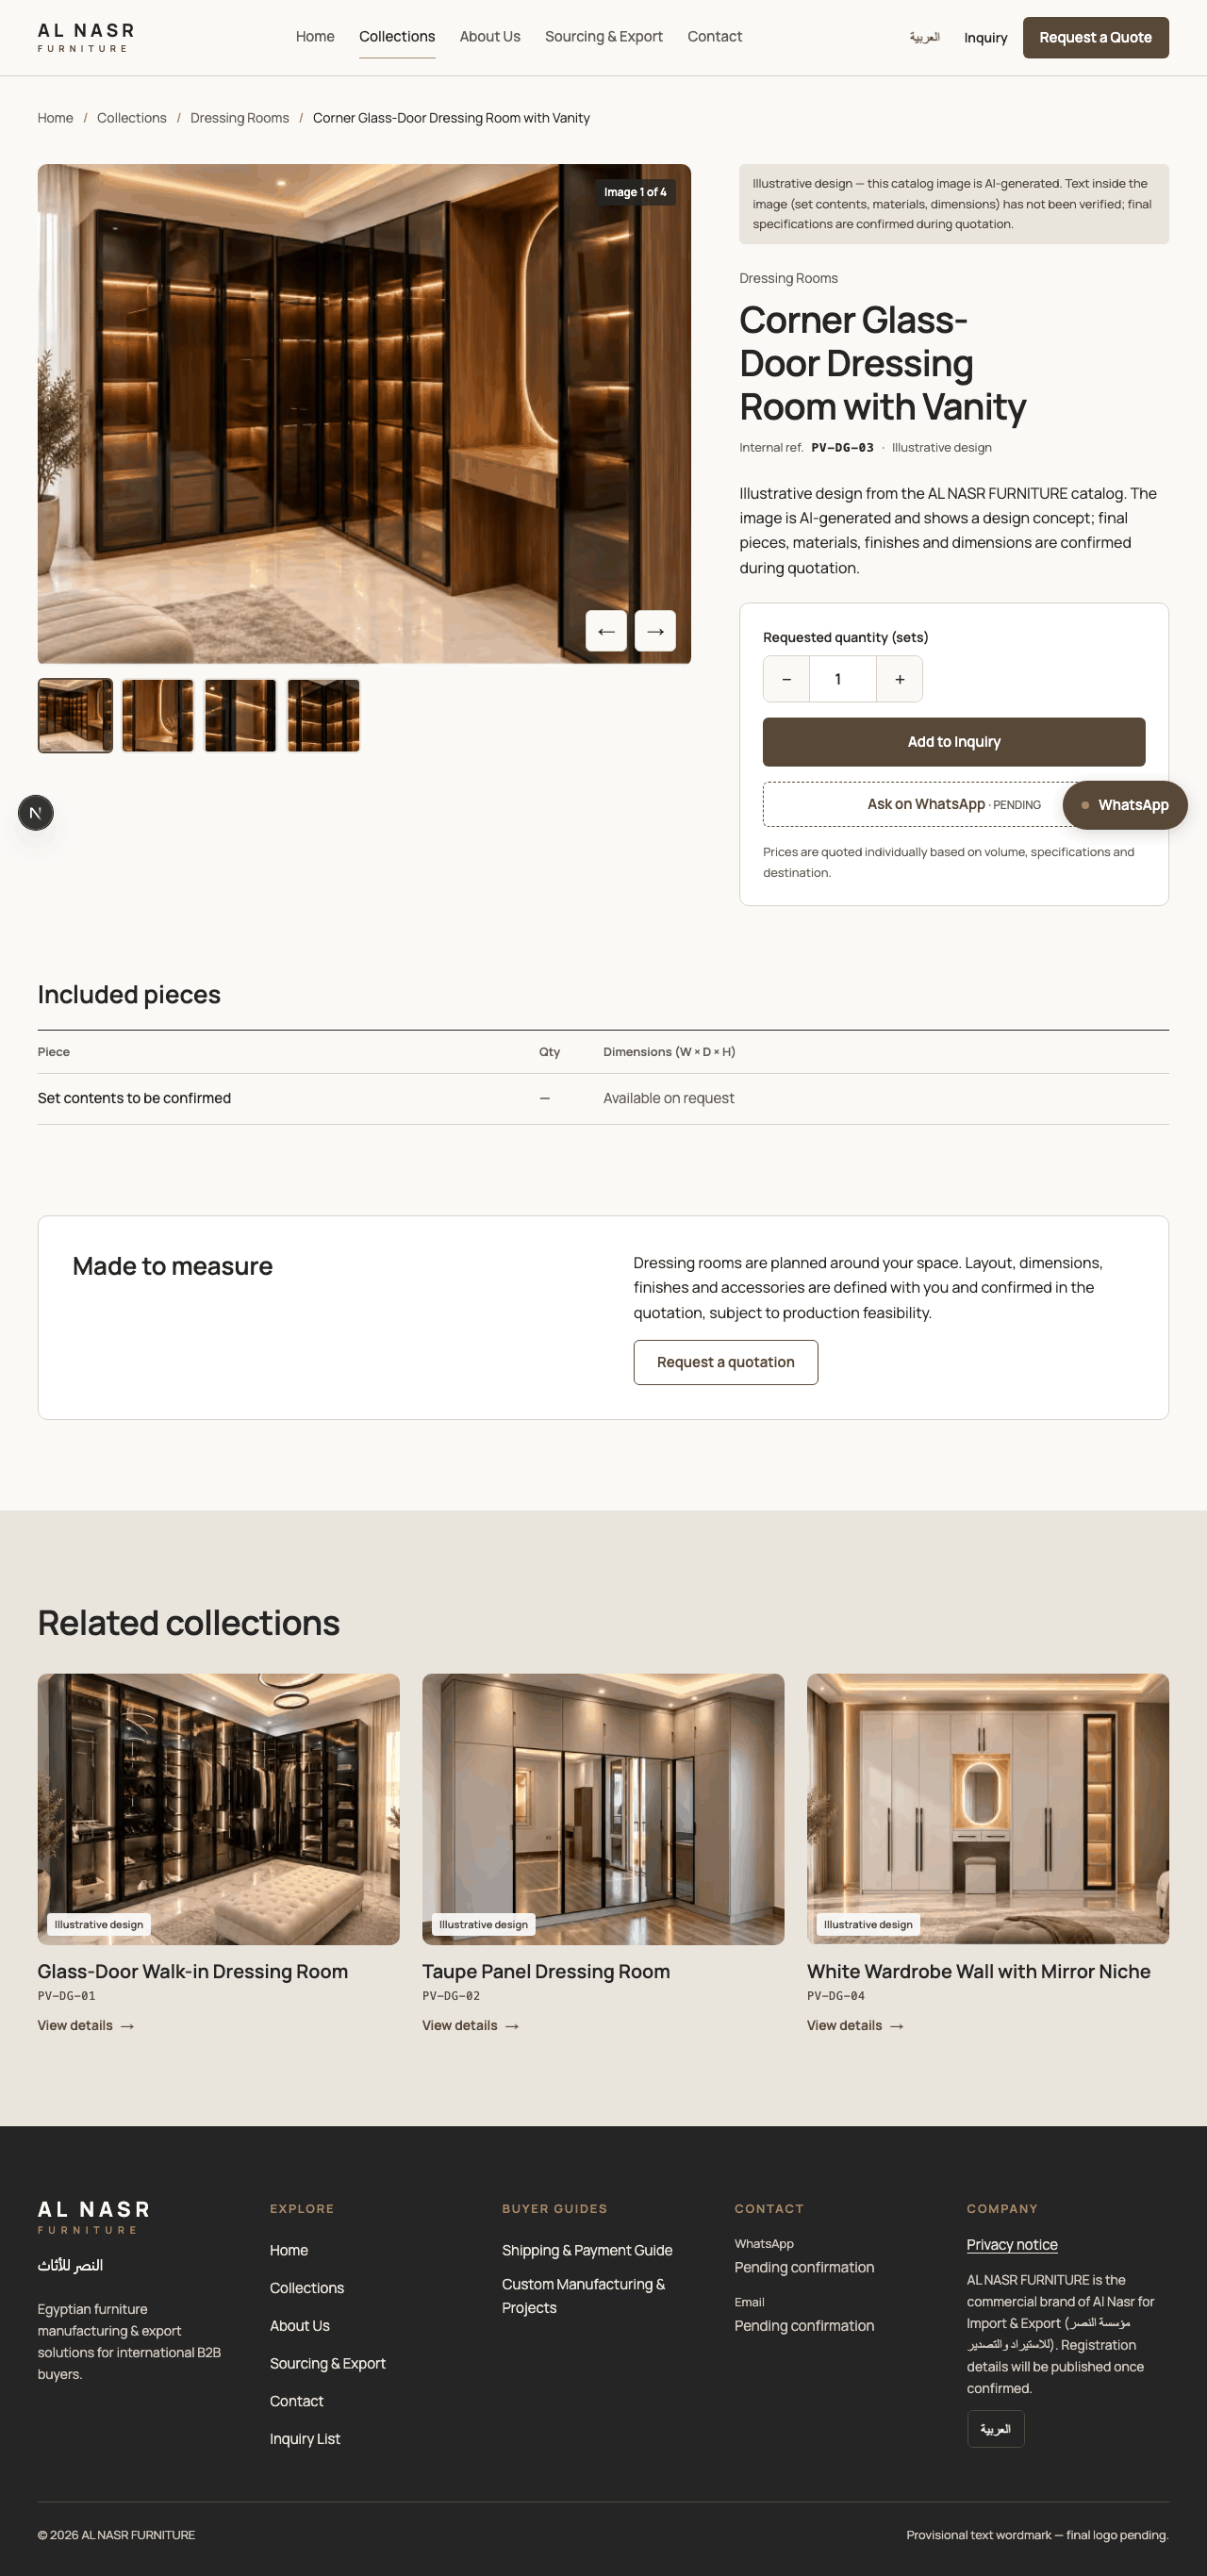 AL NASR
FURNITURE
Home
Collections
About Us
Sourcing & Export
Contact
العربية
Inquiry
Request a Quote
Home / Collections / Dressing Rooms / Corner Glass-Door Dressing Room with Vanity
Image 1 of 4
←
→
N
Illustrative design — this catalog image is AI-generated. Text inside the
image (set contents, materials, dimensions) has not been verified; final
specifications are confirmed during quotation.
Dressing Rooms
Corner Glass-
Door Dressing
Room with Vanity
Internal ref. PV-DG-03 · Illustrative design
Illustrative design from the AL NASR FURNITURE catalog. The
image is AI-generated and shows a design concept; final
pieces, materials, finishes and dimensions are confirmed
during quotation.
Requested quantity (sets)
− 1 +
Add to Inquiry
Ask on WhatsApp · PENDING
WhatsApp
Prices are quoted individually based on volume, specifications and
destination.
Included pieces
Piece Qty Dimensions (W × D × H)
Set contents to be confirmed — Available on request
Made to measure
Dressing rooms are planned around your space. Layout, dimensions,
finishes and accessories are defined with you and confirmed in the
quotation, subject to production feasibility.
Request a quotation
Related collections
Illustrative design
Glass-Door Walk-in Dressing Room
PV-DG-01
View details →
Illustrative design
Taupe Panel Dressing Room
PV-DG-02
View details →
Illustrative design
White Wardrobe Wall with Mirror Niche
PV-DG-04
View details →
AL NASR
FURNITURE
النصر للأثاث
Egyptian furniture
manufacturing & export
solutions for international B2B
buyers.
EXPLORE
Home
Collections
About Us
Sourcing & Export
Contact
Inquiry List
BUYER GUIDES
Shipping & Payment Guide
Custom Manufacturing &
Projects
CONTACT
WhatsApp
Pending confirmation
Email
Pending confirmation
COMPANY
Privacy notice
AL NASR FURNITURE is the
commercial brand of Al Nasr for
Import & Export (مؤسسة النصر
للاستيراد والتصدير). Registration
details will be published once
confirmed.
العربية
© 2026 AL NASR FURNITURE
Provisional text wordmark — final logo pending.